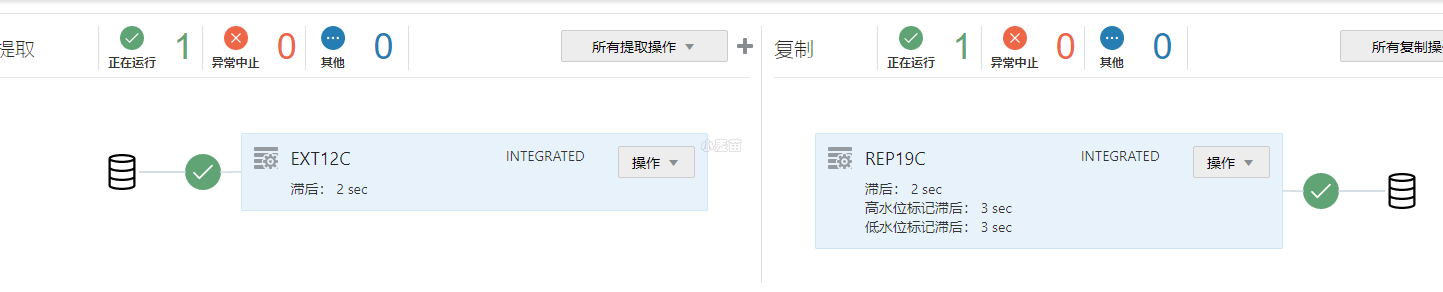 提取
正在运行
1
异常中止
0
其他
0
所有提取操作
复制
正在运行
1
异常中止
0
其他
0
所有复制操
EXT12C
INTEGRATED
操作
滞后： 2 sec
小麦苗
REP19C
INTEGRATED
操作
滞后： 2 sec
高水位标记滞后： 3 sec
低水位标记滞后： 3 sec